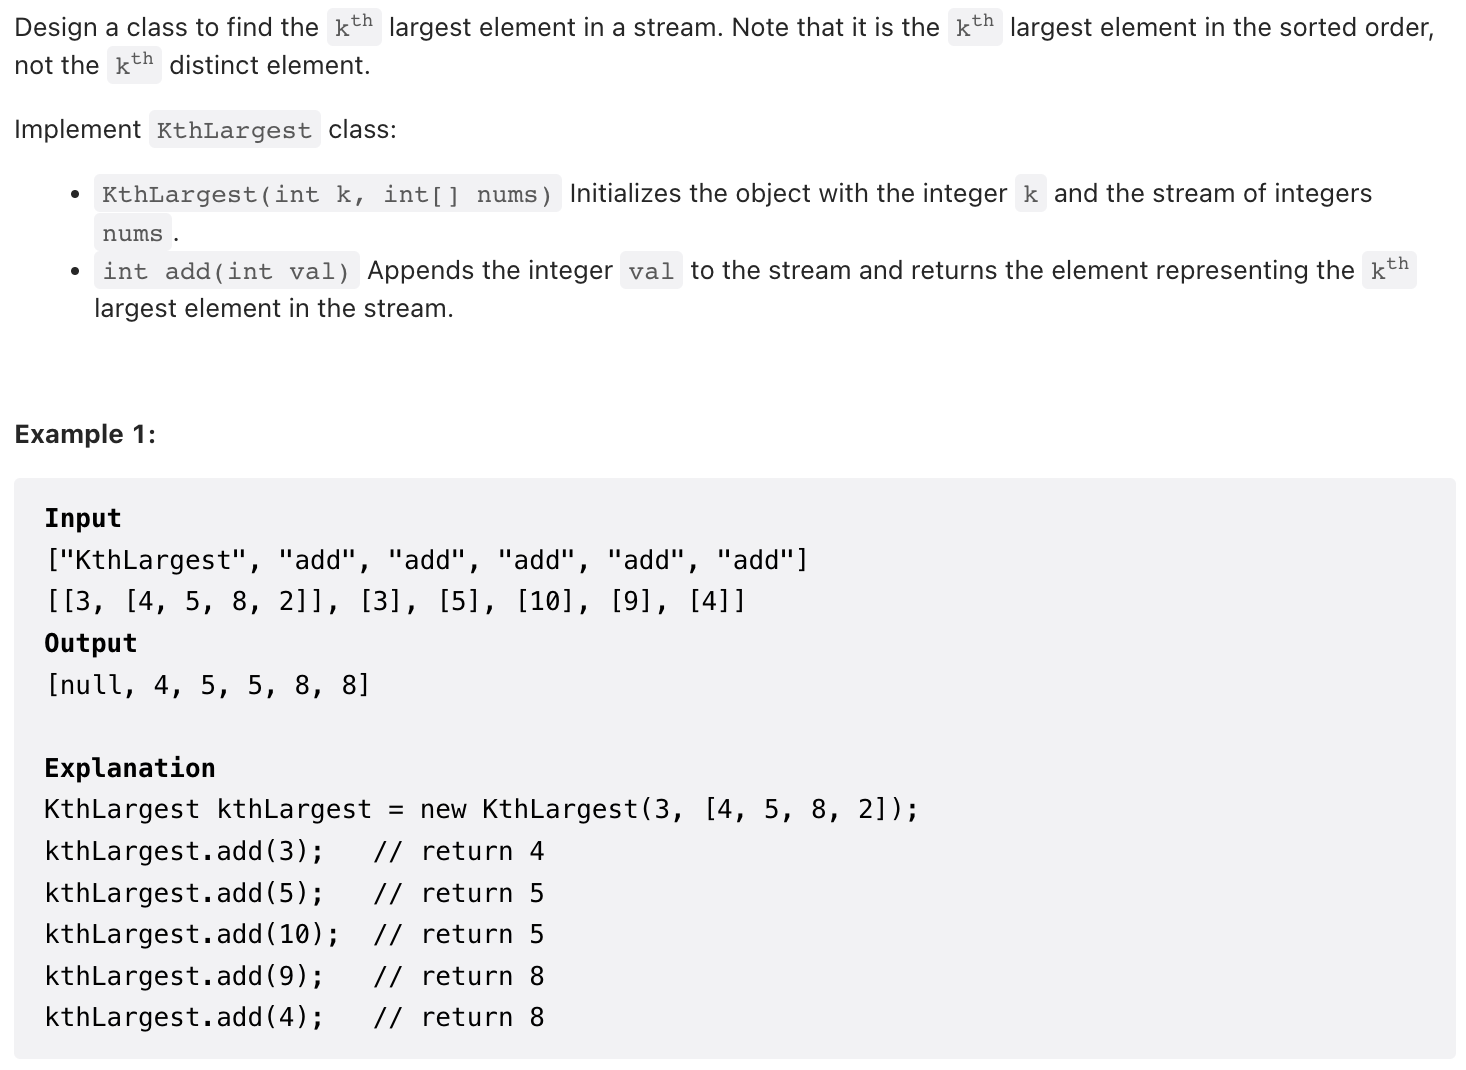 Design a class to find the kth largest element in a stream. Note that it is the kth largest element in the sorted order,
not the kth distinct element.
Implement KthLargest class:
• KthLargest(int k, int[] nums) Initializes the object with the integer k and the stream of integers
nums .
• int add(int val) Appends the integer val to the stream and returns the element representing the kth
largest element in the stream.
Example 1:
Input
["KthLargest", "add", "add", "add", "add", "add"]
[[3, [4, 5, 8, 2]], [3], [5], [10], [9], [4]]
Output
[null, 4, 5, 5, 8, 8]
Explanation
KthLargest kthLargest = new KthLargest(3, [4, 5, 8, 2]);
kthLargest.add(3);   // return 4
kthLargest.add(5);   // return 5
kthLargest.add(10);  // return 5
kthLargest.add(9);   // return 8
kthLargest.add(4);   // return 8